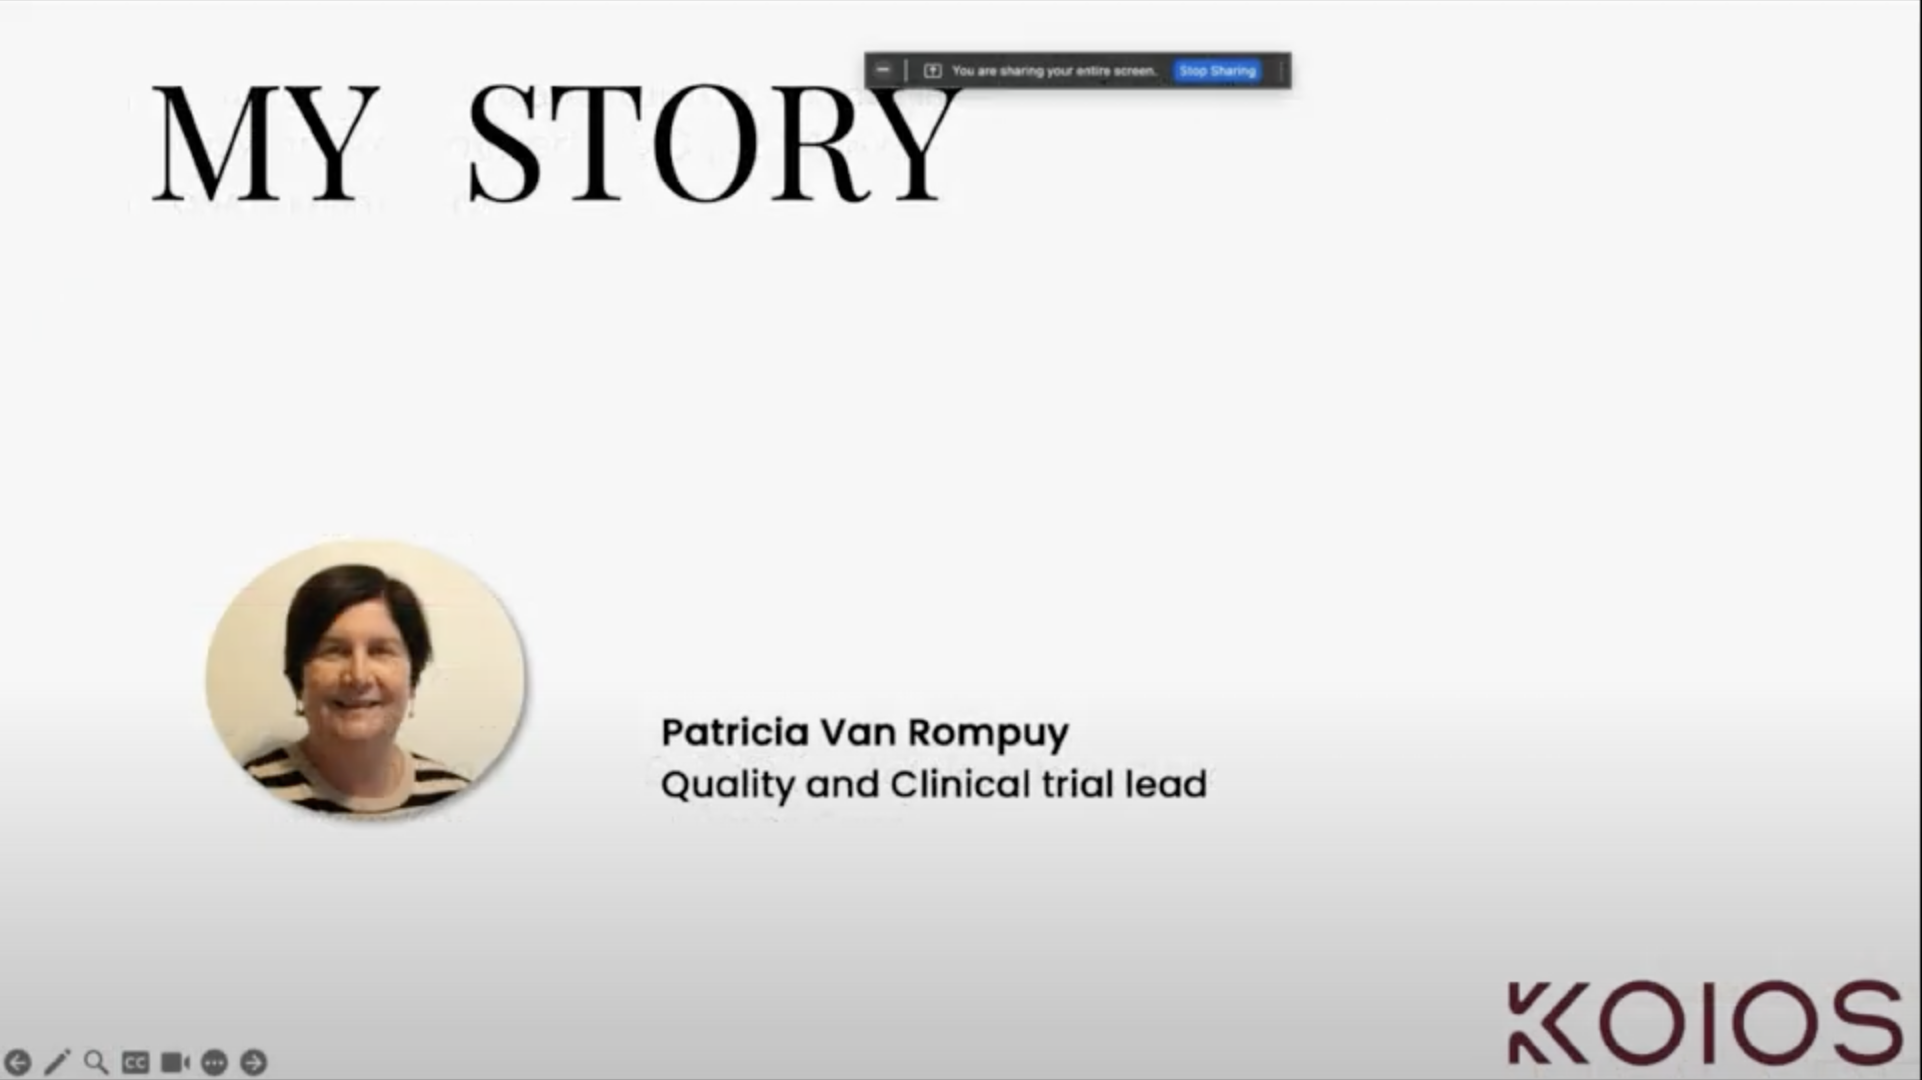 You are sharing your entire screen. Stop Sharing
MY STORY
Patricia Van Rompuy
Quality and Clinical trial lead
KOIOS
CC